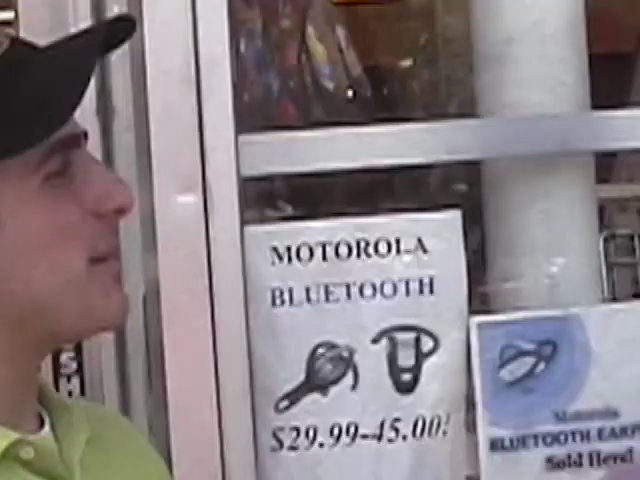 MOTOROLA
BLUETOOTH
$29.99-45.00!
Motorola
BLUETOOTH EARP
Sold Here!